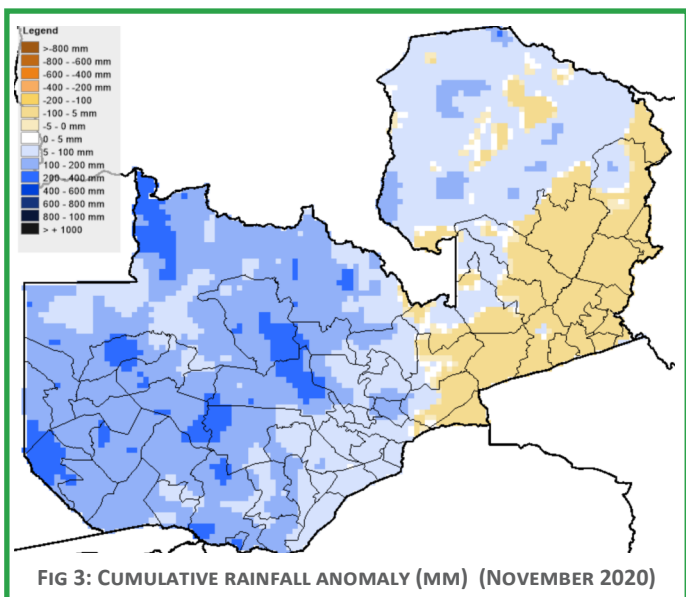 Legend
>-800 mm
-800 - -600 mm
-600 - -400 mm
-400 - -200 mm
-200 - -100
-100 - 5 mm
-5 - 0 mm
0 - 5 mm
5 - 100 mm
100 - 200 mm
200 - 400 mm
400 - 600 mm
600 - 800 mm
800 - 100 mm
> + 1000
FIG 3: CUMULATIVE RAINFALL ANOMALY (MM) (NOVEMBER 2020)